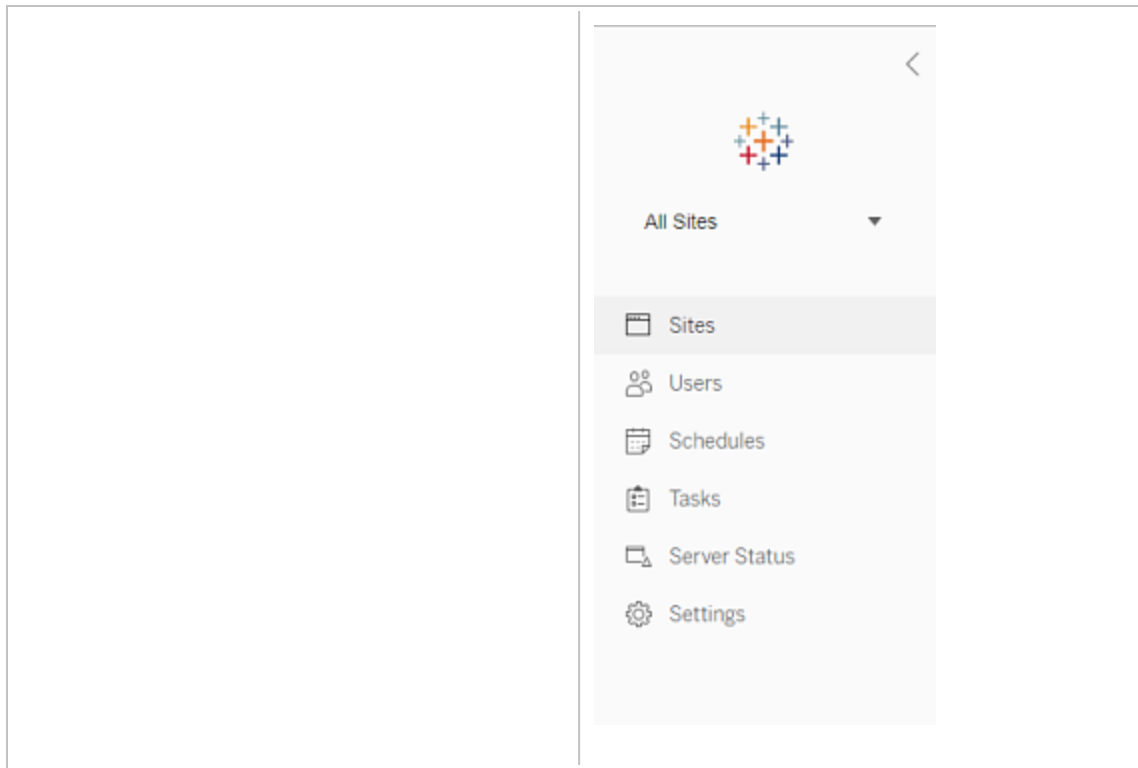 All Sites
Sites
Users
Schedules
Tasks
Server Status
Settings